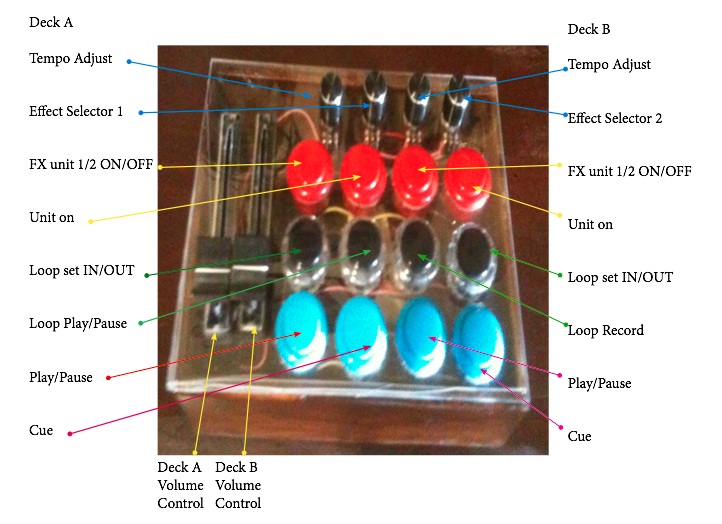 Deck A
Tempo Adjust
Effect Selector 1
FX unit 1/2 ON/OFF
Unit on
Loop set IN/OUT
Loop Play/Pause
Play/Pause
Cue
Deck B
Tempo Adjust
Effect Selector 2
FX unit 1/2 ON/OFF
Unit on
Loop set IN/OUT
Loop Record
Play/Pause
Cue
Deck A
Volume
Control
Deck B
Volume
Control